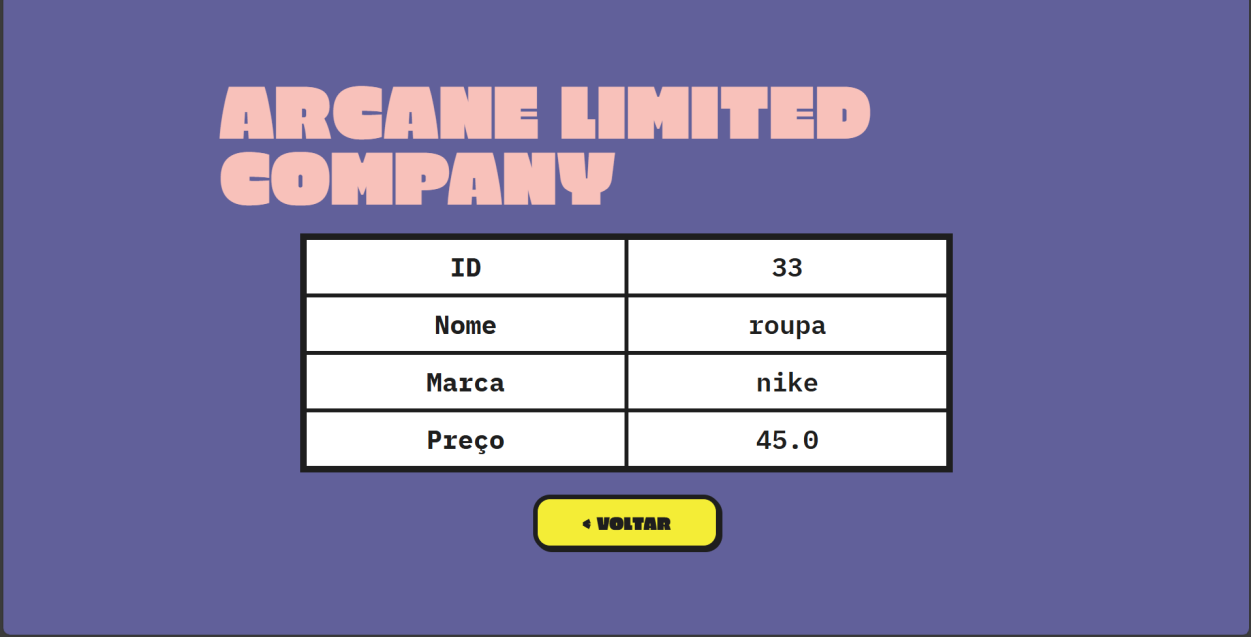 ARCANE LIMITED
COMPANY
ID 33
Nome roupa
Marca nike
Preço 45.0
< VOLTAR